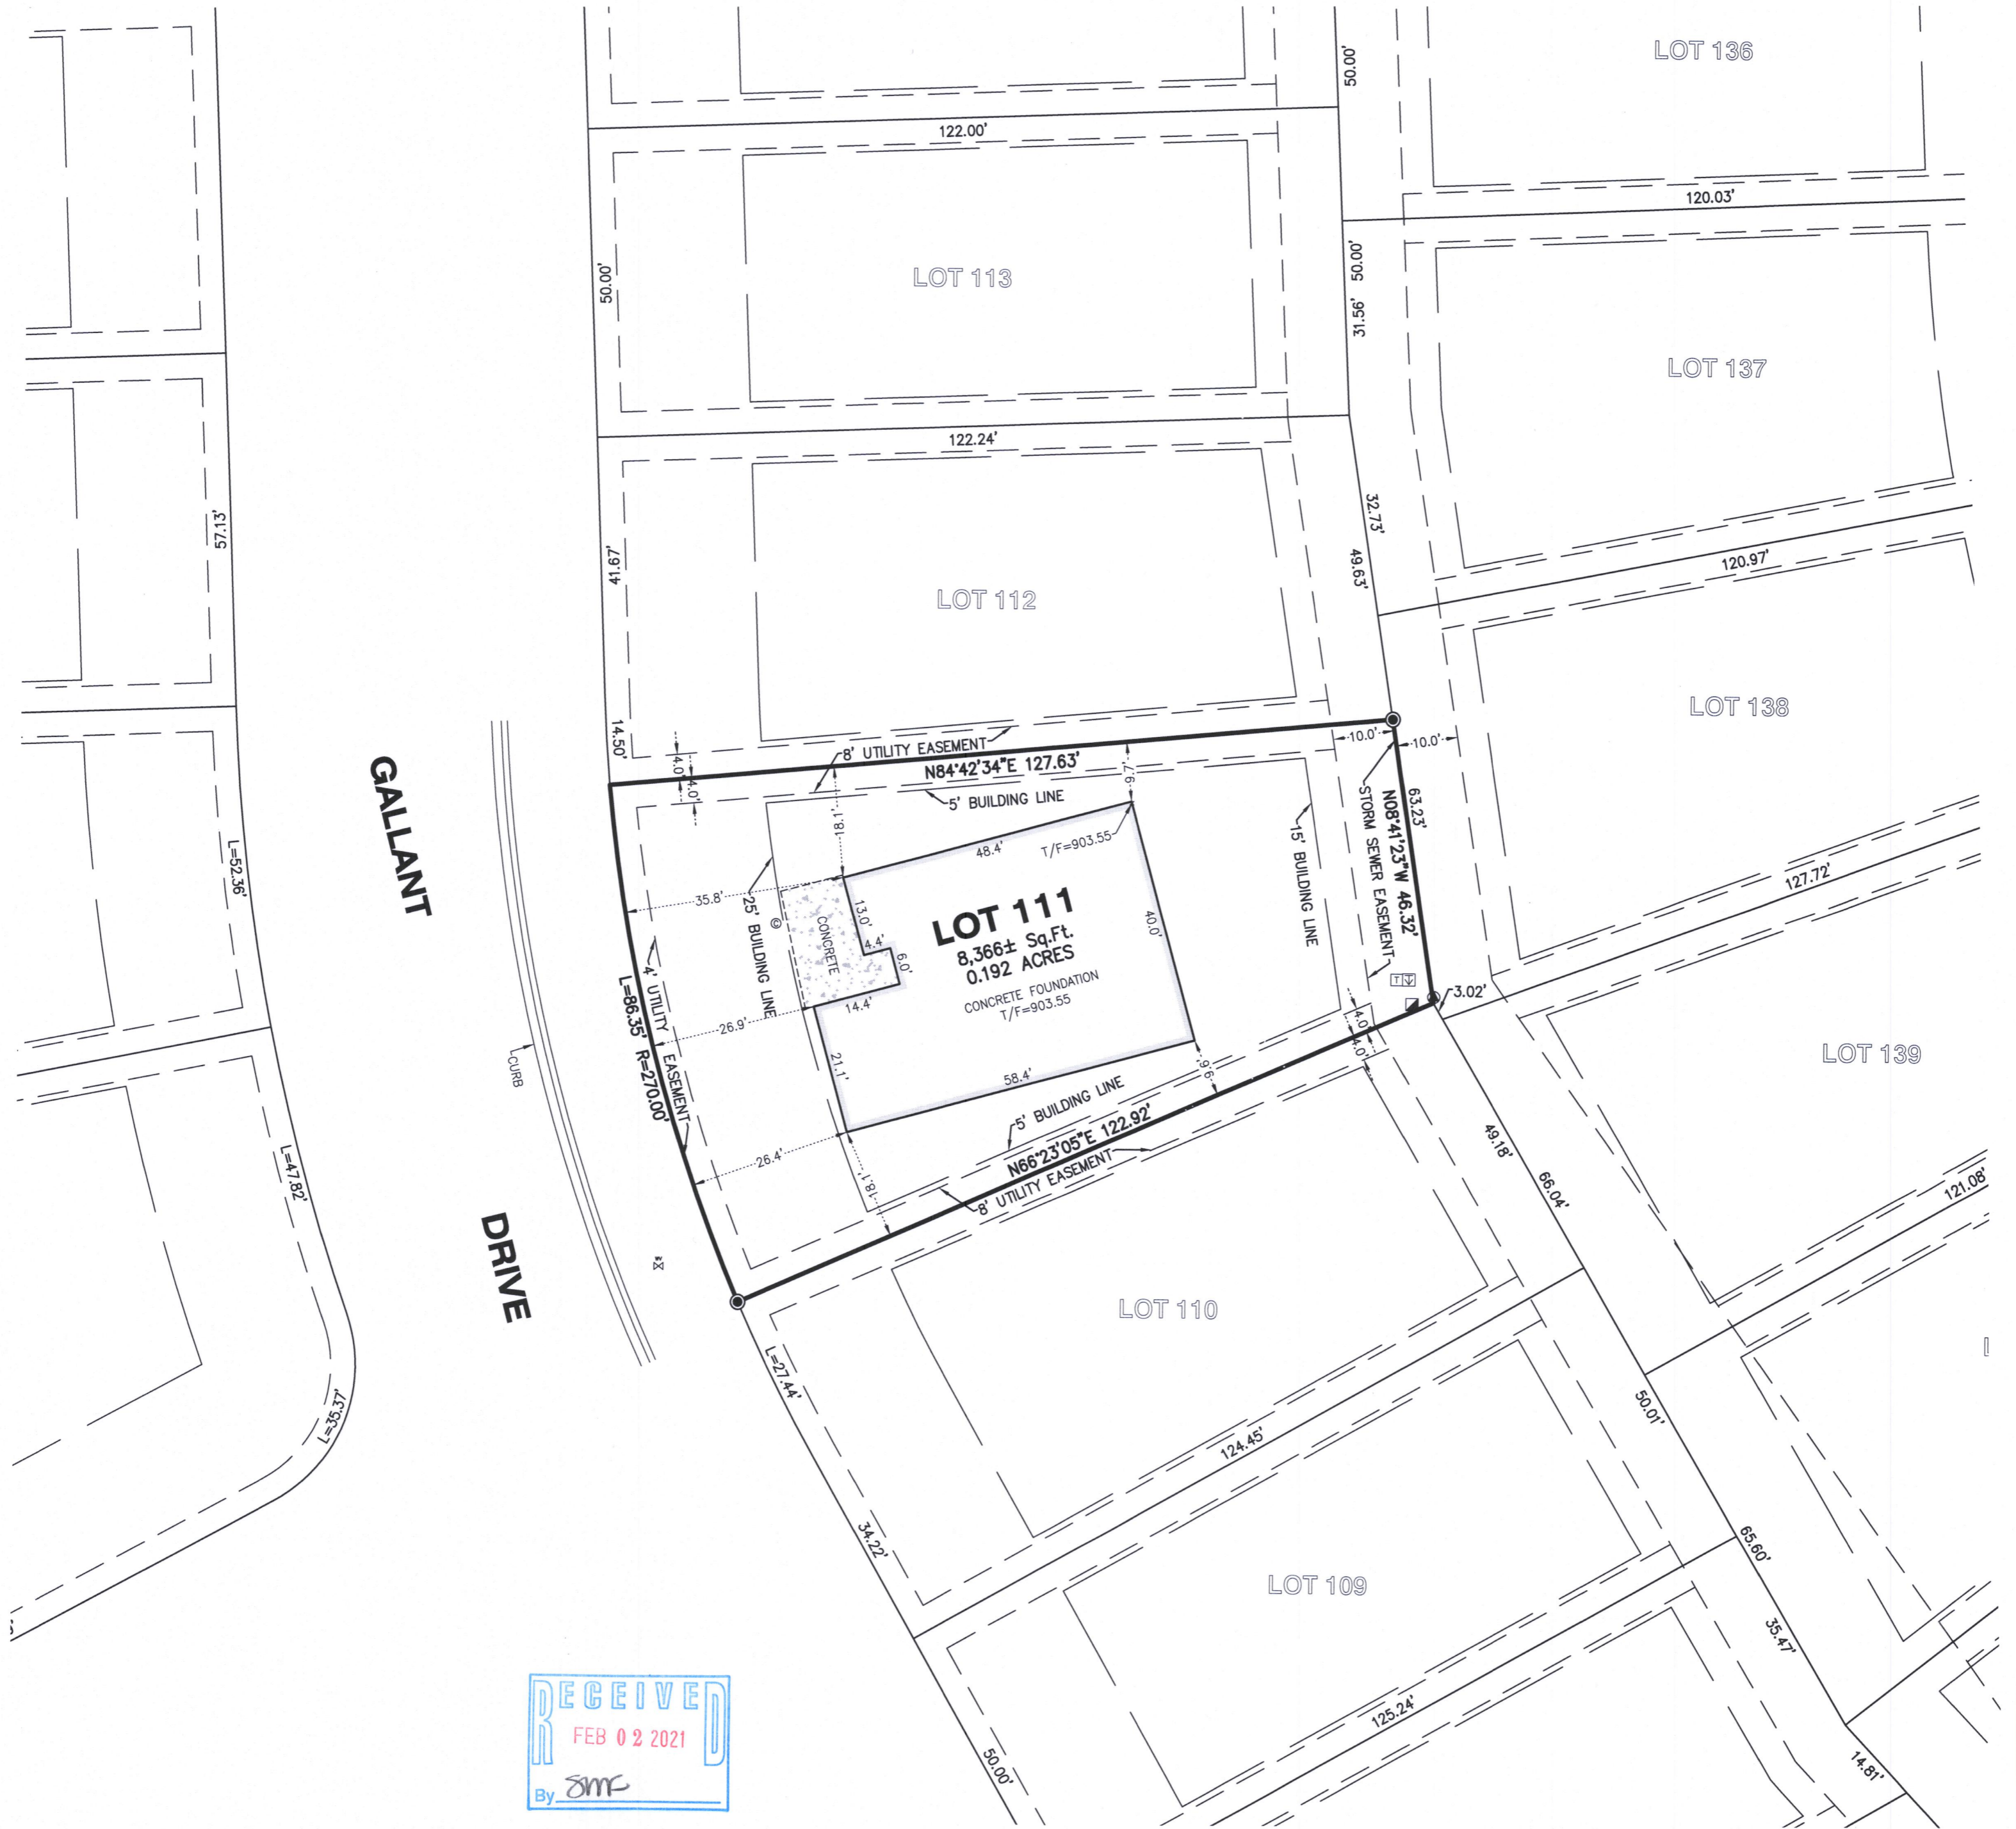 LOT 136
50.00'
122.00'
120.03'
50.00'
LOT 113
50.00'
31.56'
LOT 137
122.24'
57.13'
41.67'
32.73'
49.63'
120.97'
LOT 112
14.50'
LOT 138
8' UTILITY EASEMENT
N84°42'34"E 127.63'
5' BUILDING LINE
4.0'
4.0'
18.1'
9.7'
10.0'
10.0'
GALLANT
DRIVE
L=52.36'
35.8'
25' BUILDING LINE
©
CONCRETE
48.4'
T/F=903.55
13.0'
4.4'
6.0'
14.4'
LOT 111
8,366± Sq.Ft.
0.192 ACRES
CONCRETE FOUNDATION
T/F=903.55
40.0'
15' BUILDING LINE
STORM SEWER EASEMENT
N08°41'23"W 46.32'
63.23'
127.72'
T
3.02'
4' UTILITY EASEMENT
L=86.35' R=270.00'
26.9'
21.1'
58.4'
9.6'
4.0'
4.0'
CURB
LOT 139
5' BUILDING LINE
N66°23'05"E 122.92'
8' UTILITY EASEMENT
26.4'
18.1'
L=47.82'
49.18'
66.04'
121.08'
W
LOT 110
L=27.44'
L=35.37'
124.45'
50.01'
34.22'
LOT 109
65.60'
35.47'
125.24'
14.81'
50.00'
RECEIVED
FEB 02 2021
By smc